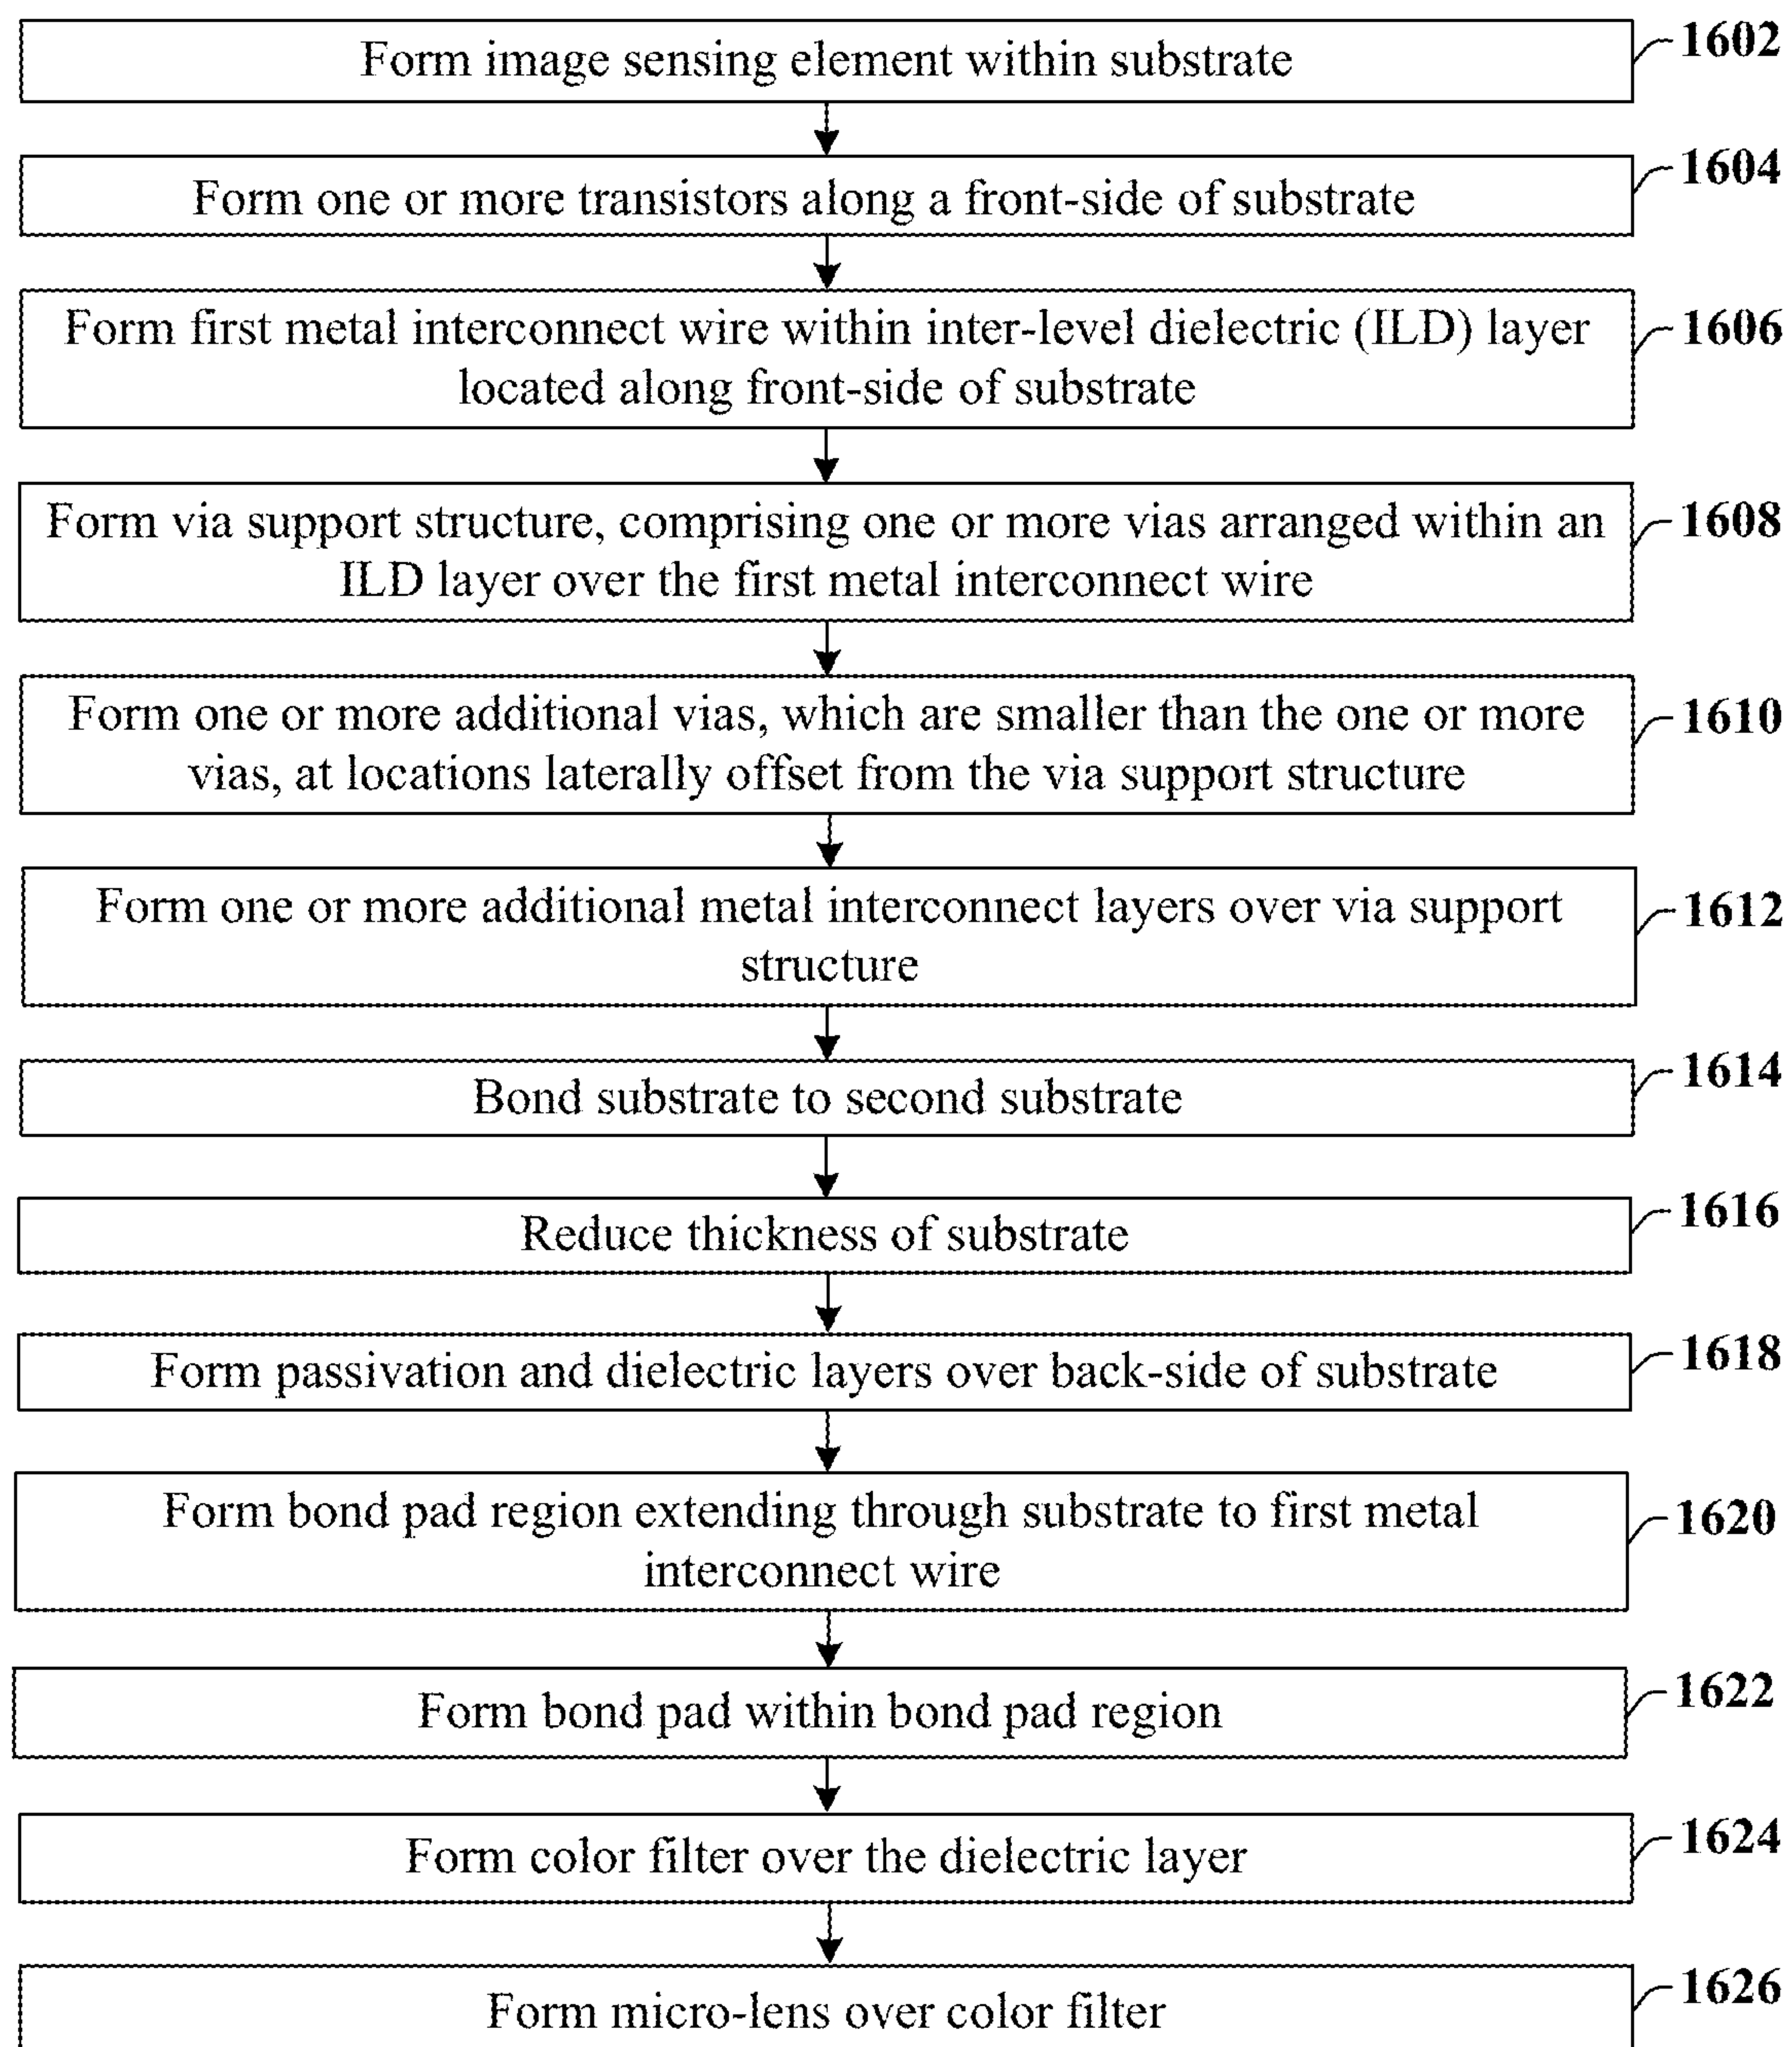 Form image sensing element within substrate
1602
Form one or more transistors along a front-side of substrate
1604
Form first metal interconnect wire within inter-level dielectric (ILD) layer
located along front-side of substrate
1606
Form via support structure, comprising one or more vias arranged within an
ILD layer over the first metal interconnect wire
1608
Form one or more additional vias, which are smaller than the one or more
vias, at locations laterally offset from the via support structure
1610
Form one or more additional metal interconnect layers over via support
structure
1612
Bond substrate to second substrate
1614
Reduce thickness of substrate
1616
Form passivation and dielectric layers over back-side of substrate
1618
Form bond pad region extending through substrate to first metal
interconnect wire
1620
Form bond pad within bond pad region
1622
Form color filter over the dielectric layer
1624
Form micro-lens over color filter
1626